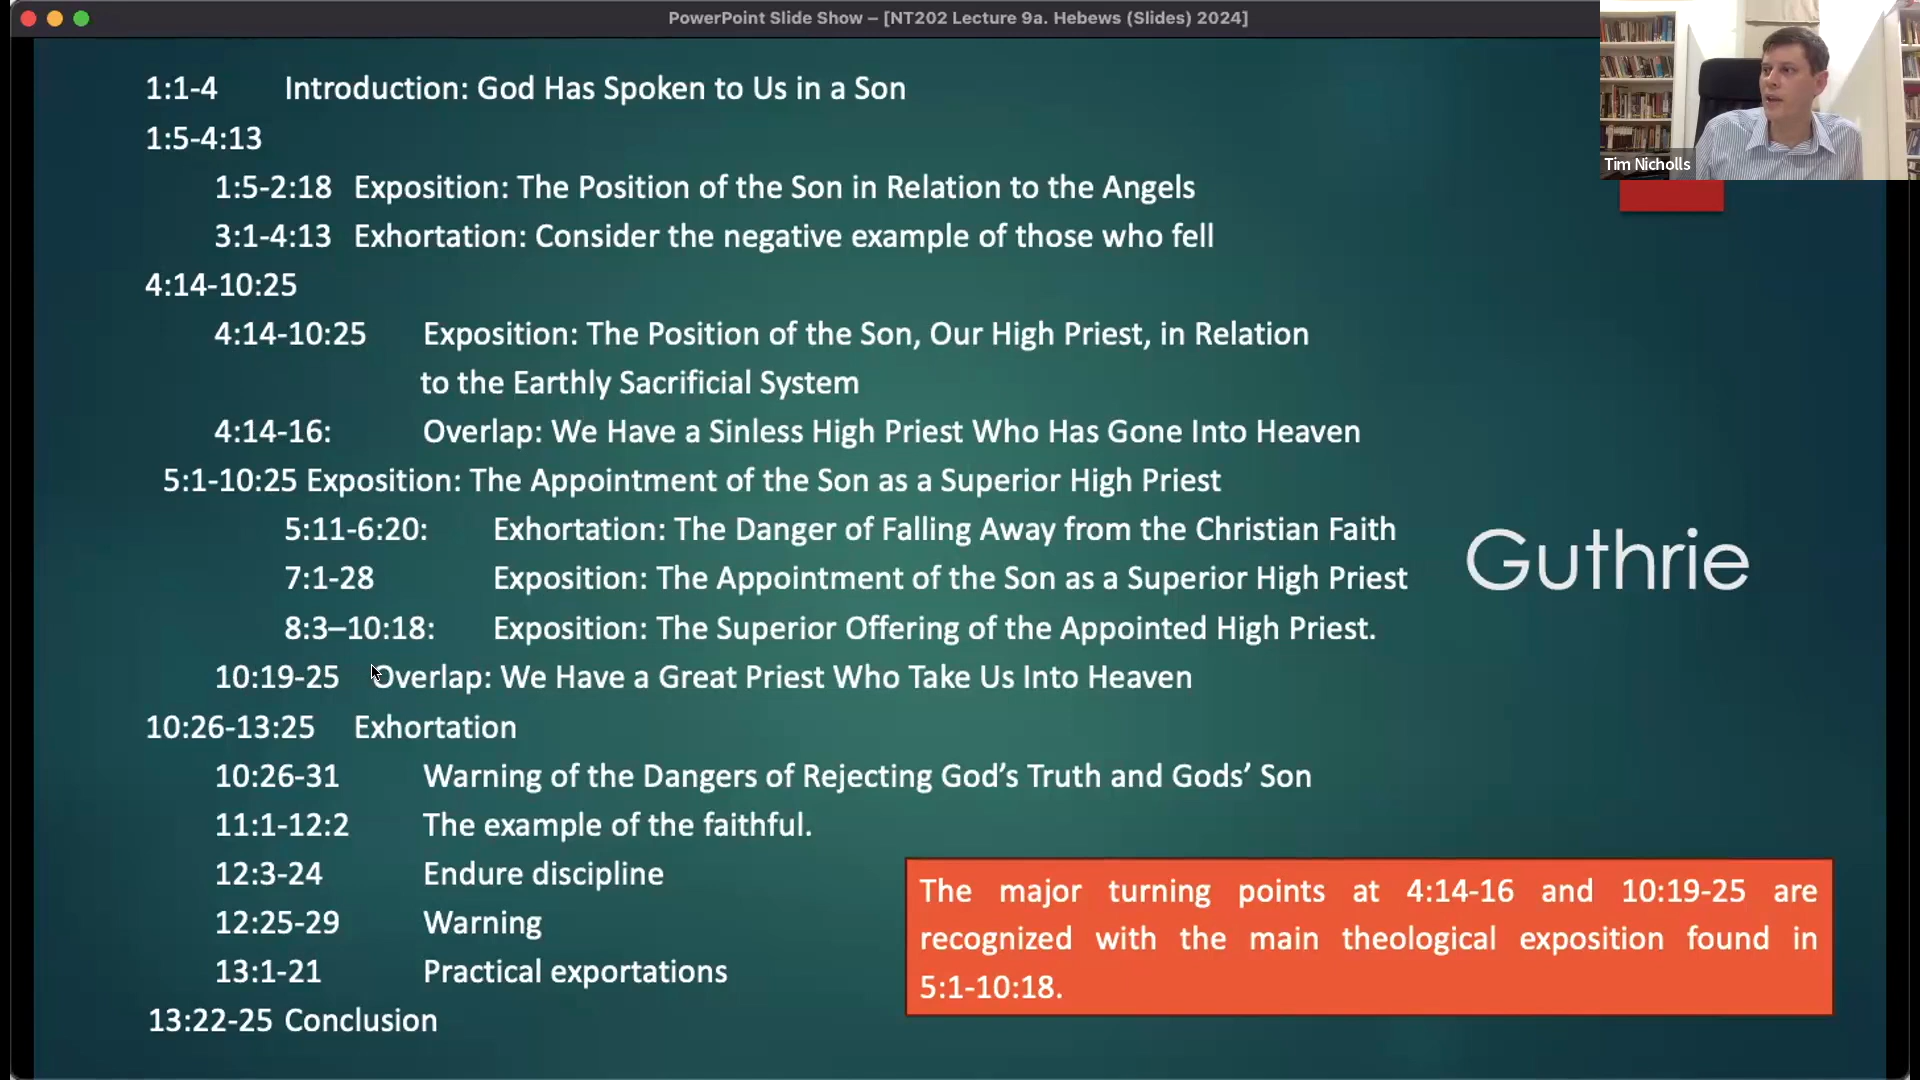 PowerPoint Slide Show – [NT202 Lecture 9a. Hebews (Slides) 2024]
Tim Nicholls
1:1-4 Introduction: God Has Spoken to Us in a Son
1:5-4:13
1:5-2:18 Exposition: The Position of the Son in Relation to the Angels
3:1-4:13 Exhortation: Consider the negative example of those who fell
4:14-10:25
4:14-10:25 Exposition: The Position of the Son, Our High Priest, in Relation
to the Earthly Sacrificial System
4:14-16: Overlap: We Have a Sinless High Priest Who Has Gone Into Heaven
5:1-10:25 Exposition: The Appointment of the Son as a Superior High Priest
5:11-6:20: Exhortation: The Danger of Falling Away from the Christian Faith
7:1-28 Exposition: The Appointment of the Son as a Superior High Priest
8:3–10:18: Exposition: The Superior Offering of the Appointed High Priest.
10:19-25 Overlap: We Have a Great Priest Who Take Us Into Heaven
10:26-13:25 Exhortation
10:26-31 Warning of the Dangers of Rejecting God’s Truth and Gods’ Son
11:1-12:2 The example of the faithful.
12:3-24 Endure discipline
12:25-29 Warning
13:1-21 Practical exportations
13:22-25 Conclusion
Guthrie
The major turning points at 4:14-16 and 10:19-25 are
recognized with the main theological exposition found in
5:1-10:18.